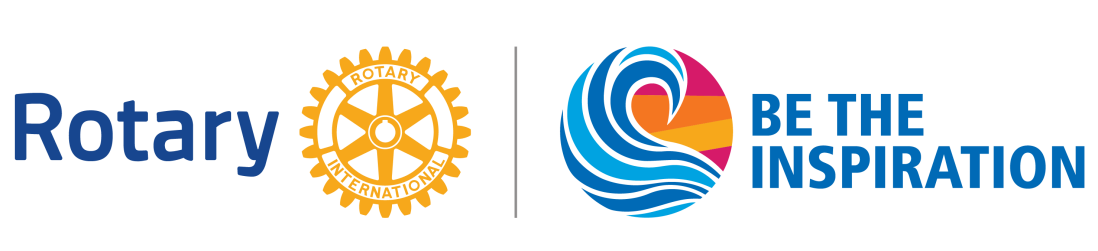 Rotary
ROTARY
INTERNATIONAL
BE THE
INSPIRATION